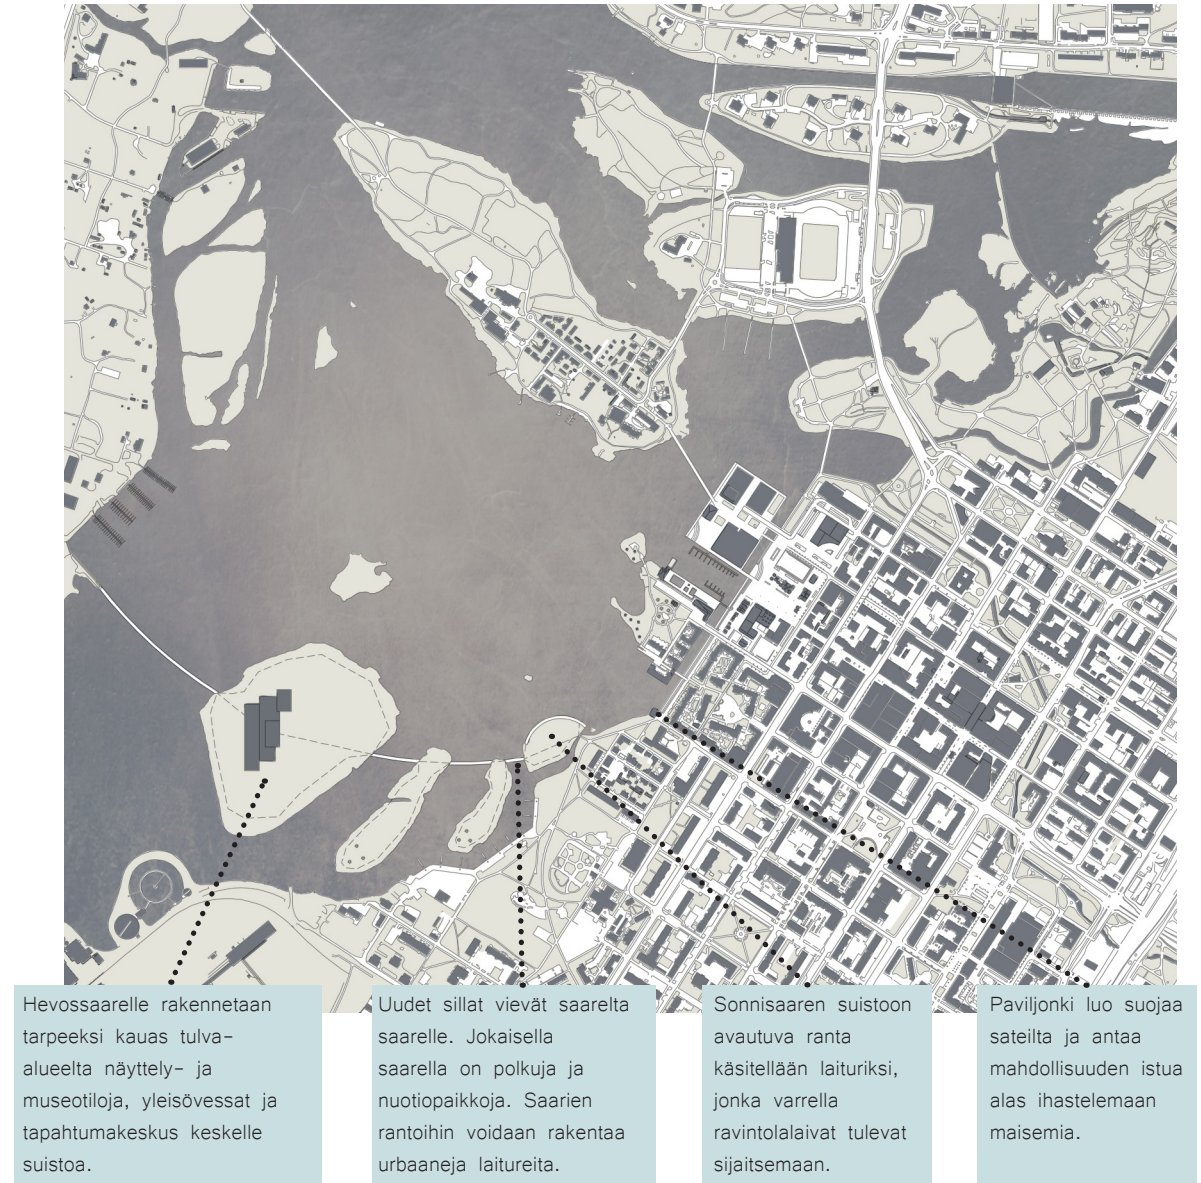 Hevossaarelle rakennetaan
tarpeeksi kauas tulva-
alueelta näyttely- ja
museotiloja, yleisövessat ja
tapahtumakeskus keskelle
suistoa.
Uudet sillat vievät saarelta
saarelle. Jokaisella
saarella on polkuja ja
nuotiopaikkoja. Saarien
rantoihin voidaan rakentaa
urbaaneja laitureita.
Sonnisaaren suistoon
avautuva ranta
käsitellään laituriksi,
jonka varrella
ravintolalaivat tulevat
sijaitsemaan.
Paviljonki luo suojaa
sateilta ja antaa
mahdollisuuden istua
alas ihastelemaan
maisemia.